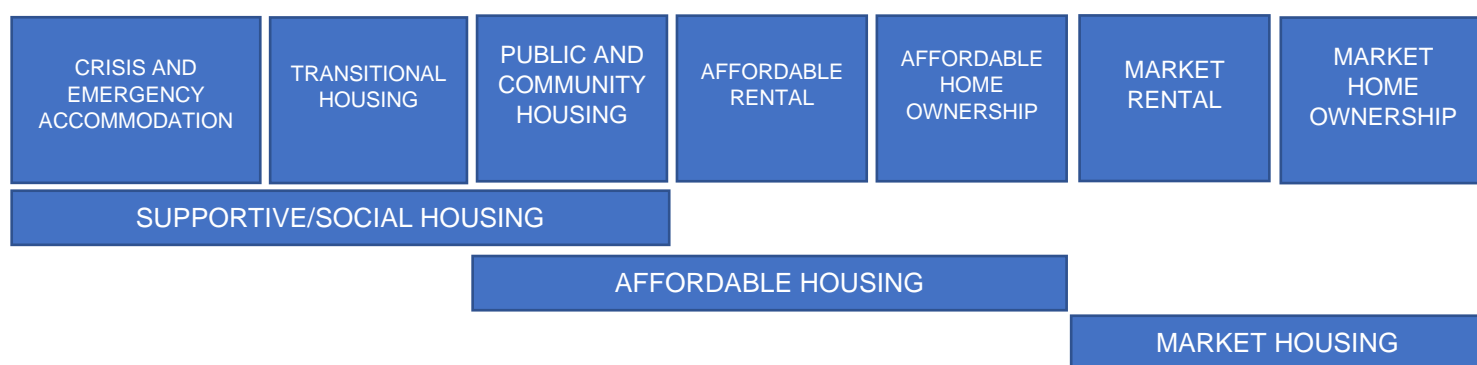 CRISIS AND
EMERGENCY
ACCOMMODATION
TRANSITIONAL
HOUSING
PUBLIC AND
COMMUNITY
HOUSING
AFFORDABLE
RENTAL
AFFORDABLE
HOME
OWNERSHIP
MARKET
RENTAL
MARKET
HOME
OWNERSHIP
SUPPORTIVE/SOCIAL HOUSING
AFFORDABLE HOUSING
MARKET HOUSING